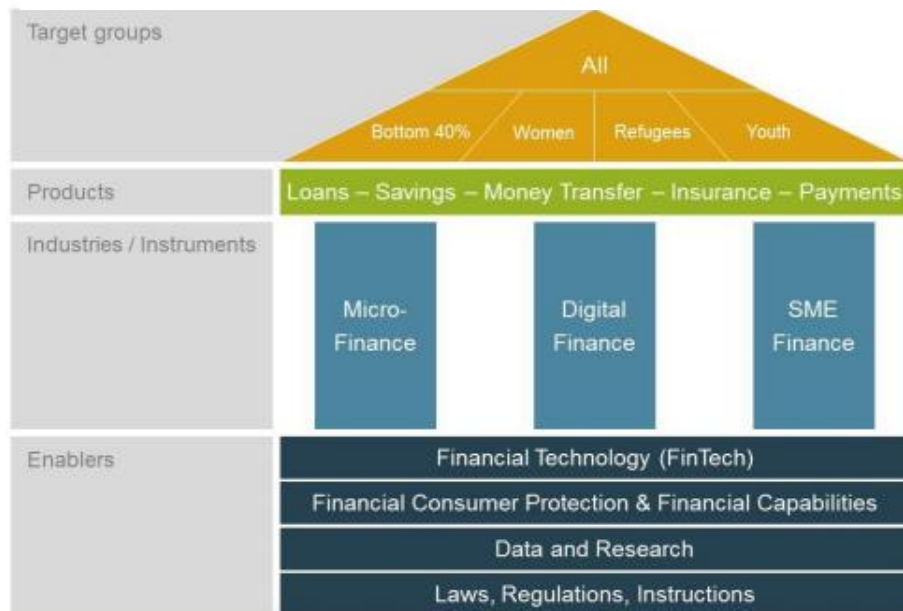 Target groups
All
Bottom 40%
Women
Refugees
Youth
Products
Loans – Savings – Money Transfer – Insurance – Payments
Industries / Instruments
Micro-
Finance
Digital
Finance
SME
Finance
Enablers
Financial Technology (FinTech)
Financial Consumer Protection & Financial Capabilities
Data and Research
Laws, Regulations, Instructions